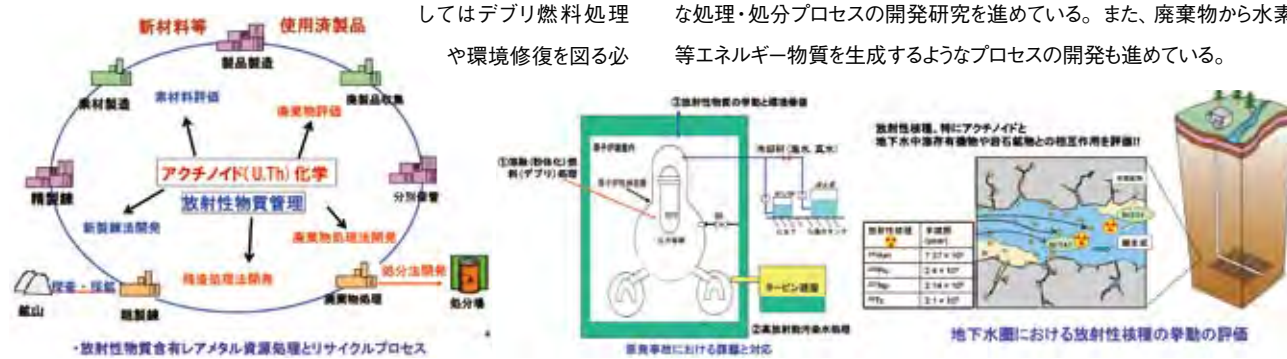 してはデブリ燃料処理
や環境修復を図る必
な処理・処分プロセスの開発研究を進めている。また、廃棄物から水素
等エネルギー物質を生成するようなプロセスの開発も進めている。
新材料等
使用済製品
製品製造
素材製造
廃製品収集
素材料評価
廃棄物評価
アクチノイド(U,Th)化学
放射性物質管理
精製錬
分別保管
新製錬法開発
廃棄物処理法開発
残渣処理法開発
探査・採鉱
処分法開発
鉱山
粗製錬
廃棄物処理
処分場
・放射性物質含有レアメタル資源処理とリサイクルプロセス
③放射性物質の挙動と環境修復
冷却材(海水、真水)
①溶融(粉体化)燃
料(デブリ)処理
タービン建屋
②高放射能汚染水処理
原発事故における課題と対応
放射性核種、特にアクチノイドと
地下水中溶存有機物や岩石鉱物との相互作用を評価!!
放射性核種
半減期
(year)
地下水圏における放射性核種の挙動の評価